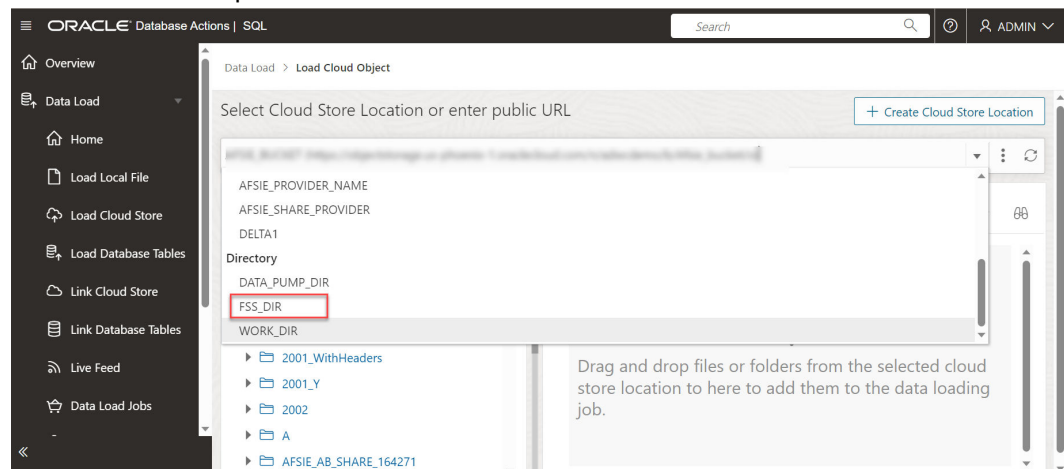 ORACLE Database Actions | SQL
Search
ADMIN
Overview
Data Load
Home
Load Local File
Load Cloud Store
Load Database Tables
Link Cloud Store
Link Database Tables
Live Feed
Data Load Jobs
Data Load > Load Cloud Object
Select Cloud Store Location or enter public URL
+ Create Cloud Store Location
AFSIE_PROVIDER_NAME
AFSIE_SHARE_PROVIDER
DELTA1
Directory
DATA_PUMP_DIR
FSS_DIR
WORK_DIR
2001_WithHeaders
2001_Y
2002
A
AFSIE_AB_SHARE_164271
Drag and drop files or folders from the selected cloud
store location to here to add them to the data loading
job.